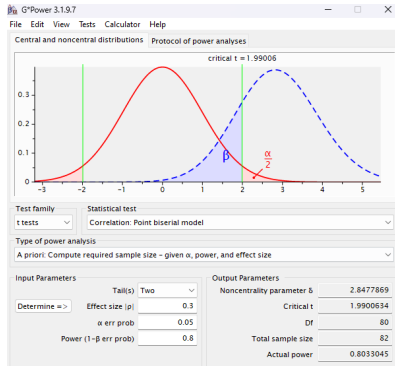 G*Power 3.1.9.7
File Edit View Tests Calculator Help
Central and noncentral distributions Protocol of power analyses
critical t = 1.99006
0.3
0.2
0.1
0
β
α
2
-3 -2 -1 0 1 2 3 4 5
Test family Statistical test
t tests Correlation: Point biserial model
Type of power analysis
A priori: Compute required sample size - given α, power, and effect size
Input Parameters Output Parameters
Tail(s) Two Noncentrality parameter δ 2.8477869
Determine => Effect size |ρ| 0.3 Critical t 1.9900634
α err prob 0.05 Df 80
Power (1-β err prob) 0.8 Total sample size 82
Actual power 0.8033045